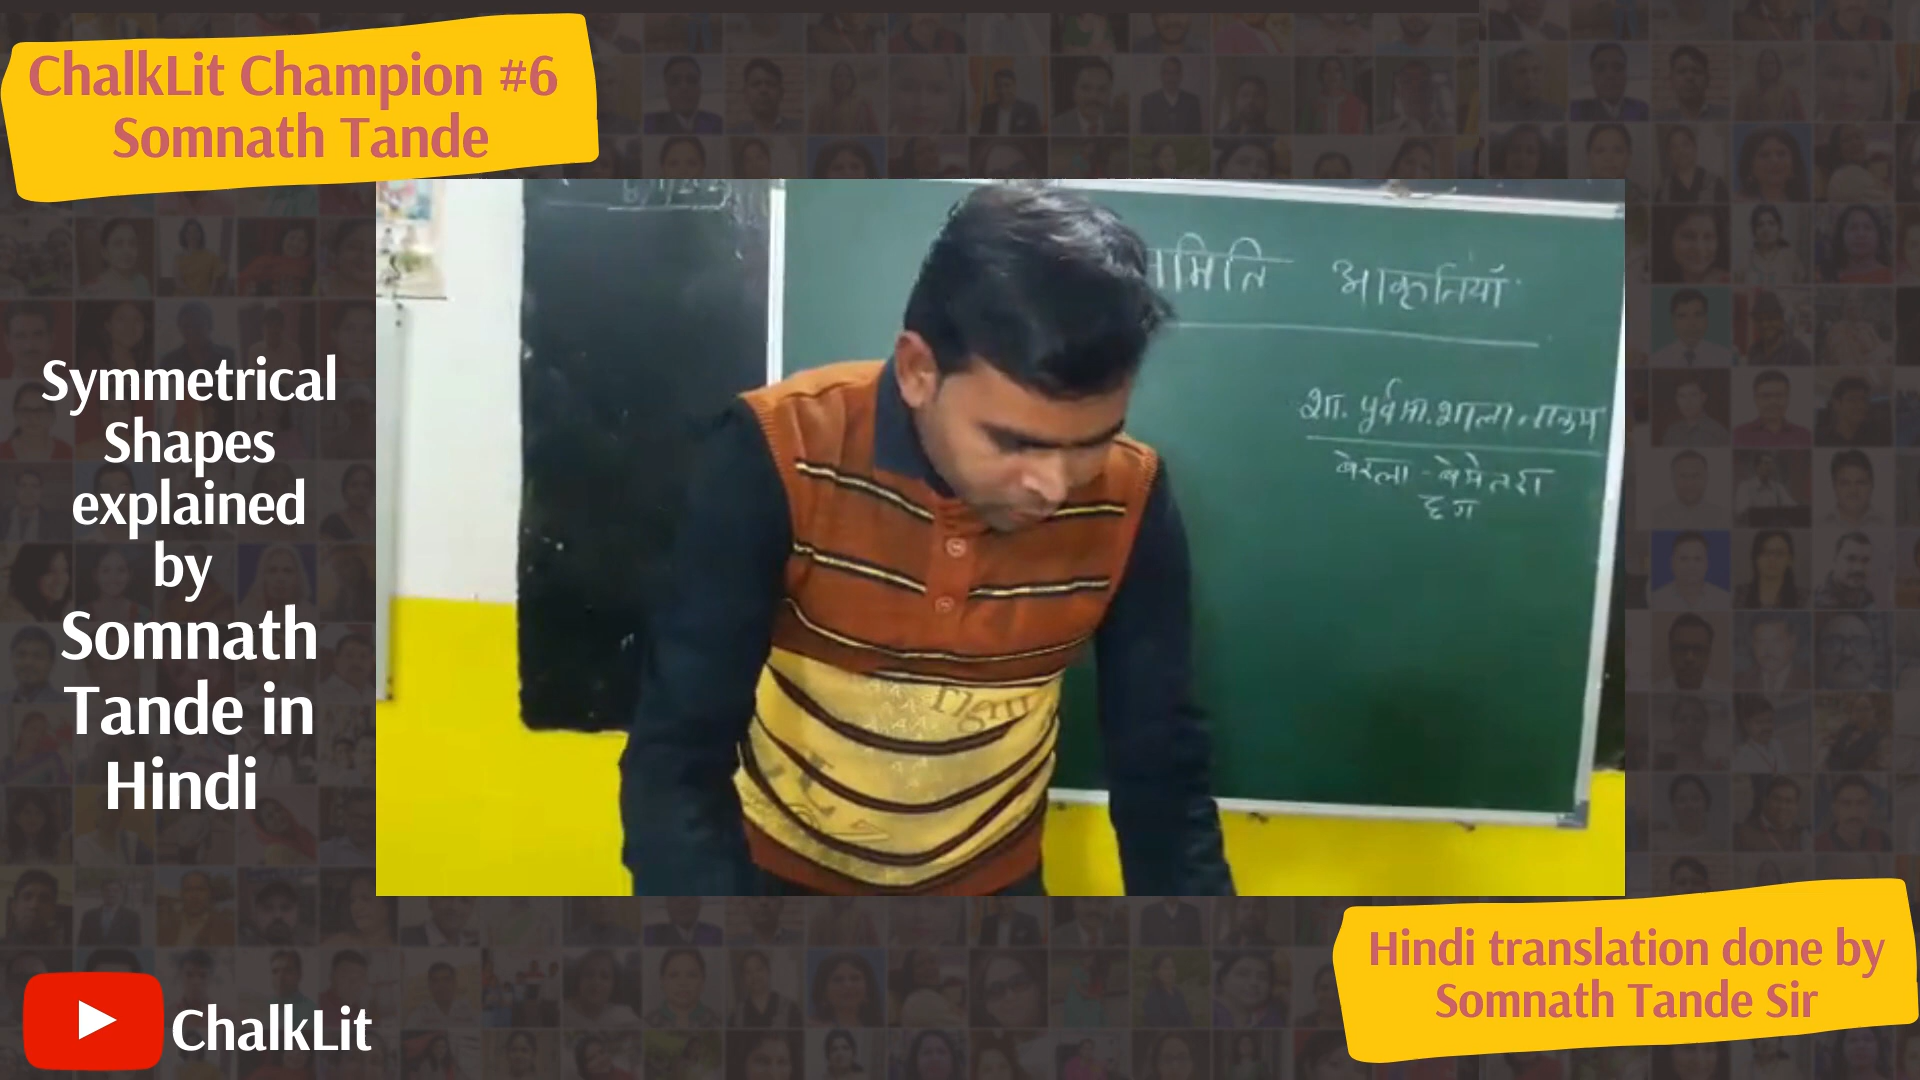 ChalkLit Champion #6
Somnath Tande
Symmetrical
Shapes
explained
by
Somnath
Tande in
Hindi
आकृतियाँ
शा. पूर्व मा. शाला
बेरला - बेमेतरा
छग
Hindi translation done by
Somnath Tande Sir
ChalkLit